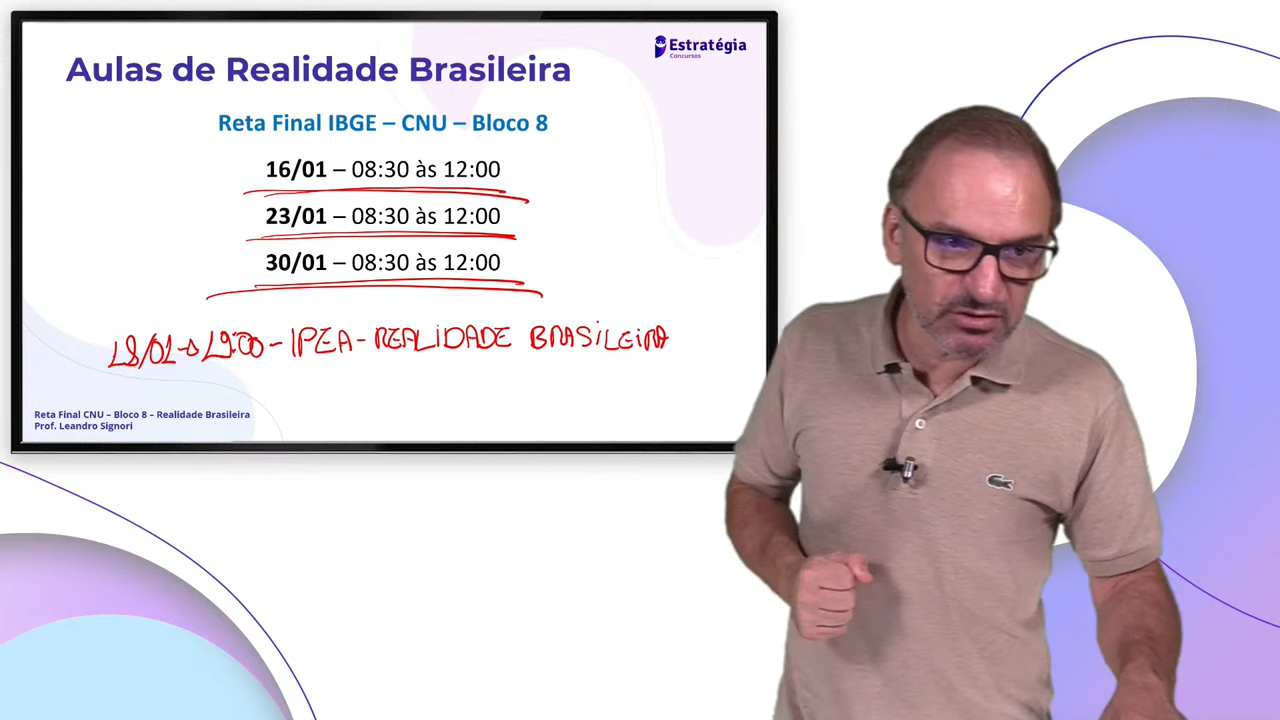 Estratégia
Concursos
Aulas de Realidade Brasileira
Reta Final IBGE – CNU – Bloco 8
16/01 – 08:30 às 12:00
23/01 – 08:30 às 12:00
30/01 – 08:30 às 12:00
18/01 → 19:00 - IPEA - REALIDADE BRASILEIRA
Reta Final CNU – Bloco 8 – Realidade Brasileira
Prof. Leandro Signori